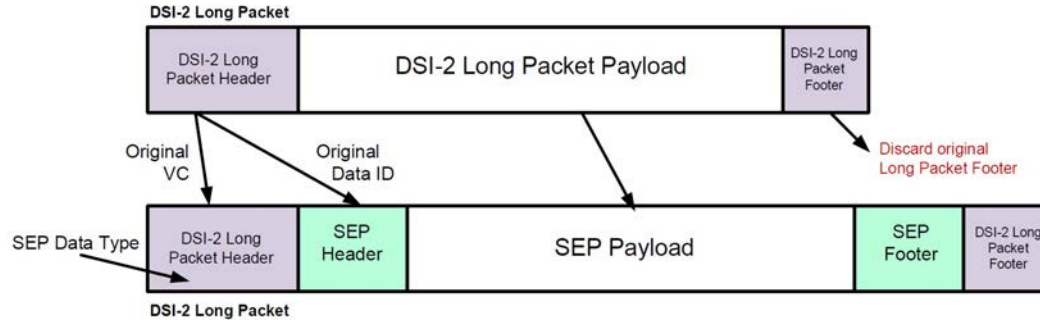 DSI-2 Long Packet
DSI-2 Long
Packet Header
DSI-2 Long Packet Payload
DSI-2 Long
Packet
Footer
Original
VC
Original
Data ID
Discard original
Long Packet Footer
SEP Data Type
DSI-2 Long
Packet Header
SEP
Header
SEP Payload
SEP
Footer
DSI-2 Long
Packet
Footer
DSI-2 Long Packet